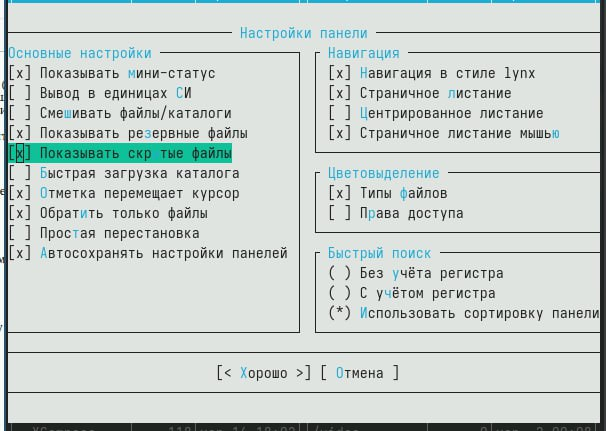 Настройки панели
Основные настройки
[x] Показывать мини-статус
[ ] Вывод в единицах СИ
[ ] Смешивать файлы/каталоги
[x] Показывать резервные файлы
[x] Показывать скр тые файлы
[ ] Быстрая загрузка каталога
[x] Отметка перемещает курсор
[x] Обратить только файлы
[ ] Простая перестановка
[x] Автосохранять настройки панелей
Навигация
[x] Навигация в стиле lynx
[x] Страничное листание
[ ] Центрированное листание
[x] Страничное листание мышью
Цветовыделение
[x] Типы файлов
[ ] Права доступа
Быстрый поиск
( ) Без учёта регистра
( ) С учётом регистра
(*) Использовать сортировку панели
[< Хорошо >] [ Отмена ]